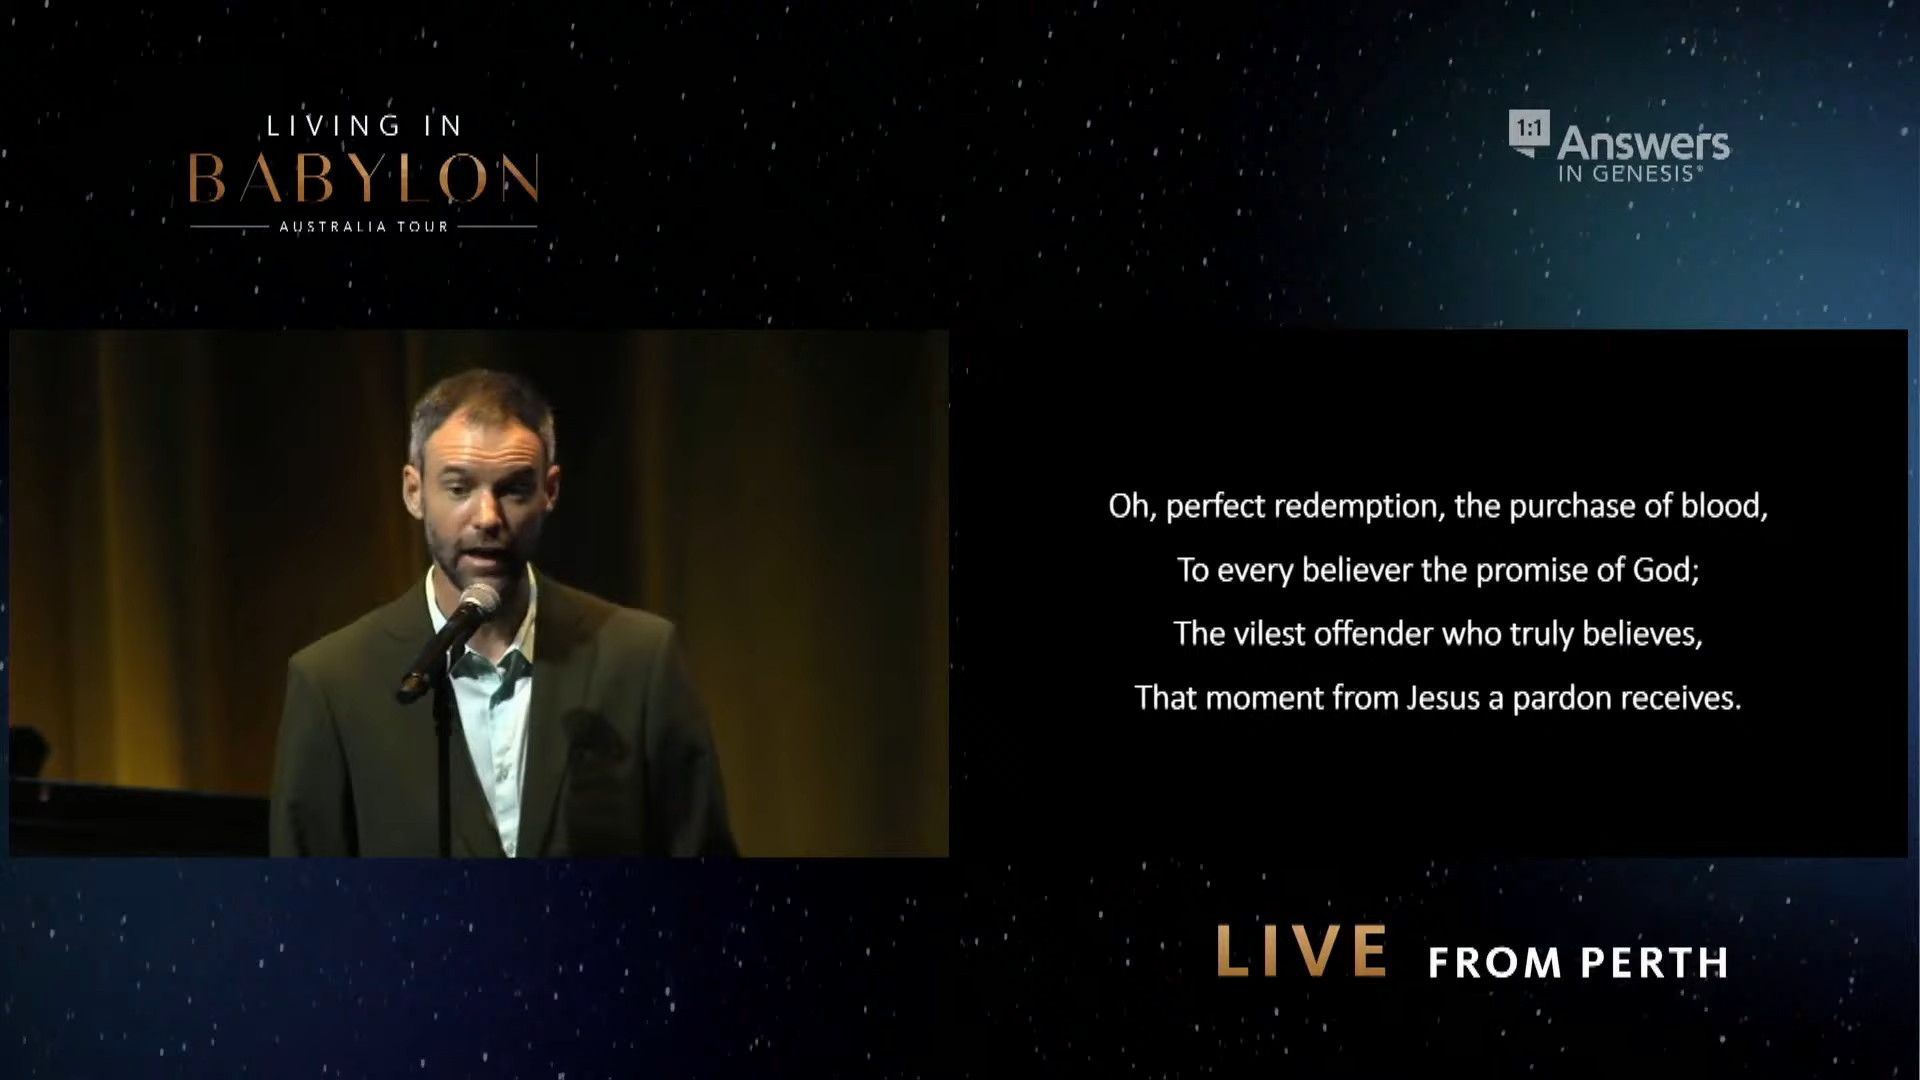 LIVING IN
BABYLON
AUSTRALIA TOUR
1:1
Answers
IN GENESIS®
Oh, perfect redemption, the purchase of blood,
To every believer the promise of God;
The vilest offender who truly believes,
That moment from Jesus a pardon receives.
LIVE FROM PERTH